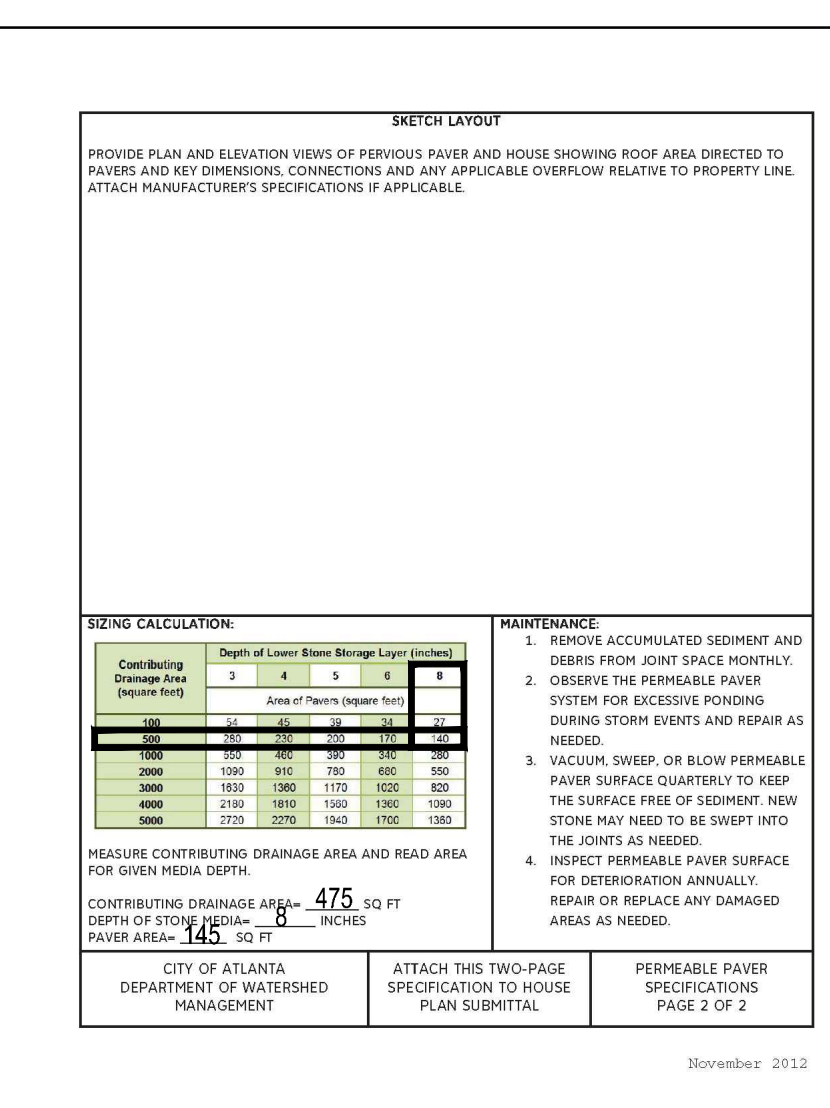 SKETCH LAYOUT
PROVIDE PLAN AND ELEVATION VIEWS OF PERVIOUS PAVER AND HOUSE SHOWING ROOF AREA DIRECTED TO
PAVERS AND KEY DIMENSIONS, CONNECTIONS AND ANY APPLICABLE OVERFLOW RELATIVE TO PROPERTY LINE.
ATTACH MANUFACTURER'S SPECIFICATIONS IF APPLICABLE.
SIZING CALCULATION:
Contributing
Drainage Area
(square feet)
Depth of Lower Stone Storage Layer (inches)
3 4 5 6 8
Area of Pavers (square feet)
100 54 45 39 34 27
500 280 230 200 170 140
1000 550 460 390 340 280
2000 1090 910 780 680 550
3000 1630 1360 1170 1020 820
4000 2180 1810 1560 1360 1090
5000 2720 2270 1940 1700 1360
MEASURE CONTRIBUTING DRAINAGE AREA AND READ AREA
FOR GIVEN MEDIA DEPTH.
CONTRIBUTING DRAINAGE AREA= 475 SQ FT
DEPTH OF STONE MEDIA= 8 INCHES
PAVER AREA= 145 SQ FT
MAINTENANCE:
1. REMOVE ACCUMULATED SEDIMENT AND
DEBRIS FROM JOINT SPACE MONTHLY.
2. OBSERVE THE PERMEABLE PAVER
SYSTEM FOR EXCESSIVE PONDING
DURING STORM EVENTS AND REPAIR AS
NEEDED.
3. VACUUM, SWEEP, OR BLOW PERMEABLE
PAVER SURFACE QUARTERLY TO KEEP
THE SURFACE FREE OF SEDIMENT. NEW
STONE MAY NEED TO BE SWEPT INTO
THE JOINTS AS NEEDED.
4. INSPECT PERMEABLE PAVER SURFACE
FOR DETERIORATION ANNUALLY.
REPAIR OR REPLACE ANY DAMAGED
AREAS AS NEEDED.
CITY OF ATLANTA
DEPARTMENT OF WATERSHED
MANAGEMENT
ATTACH THIS TWO-PAGE
SPECIFICATION TO HOUSE
PLAN SUBMITTAL
PERMEABLE PAVER
SPECIFICATIONS
PAGE 2 OF 2
November 2012